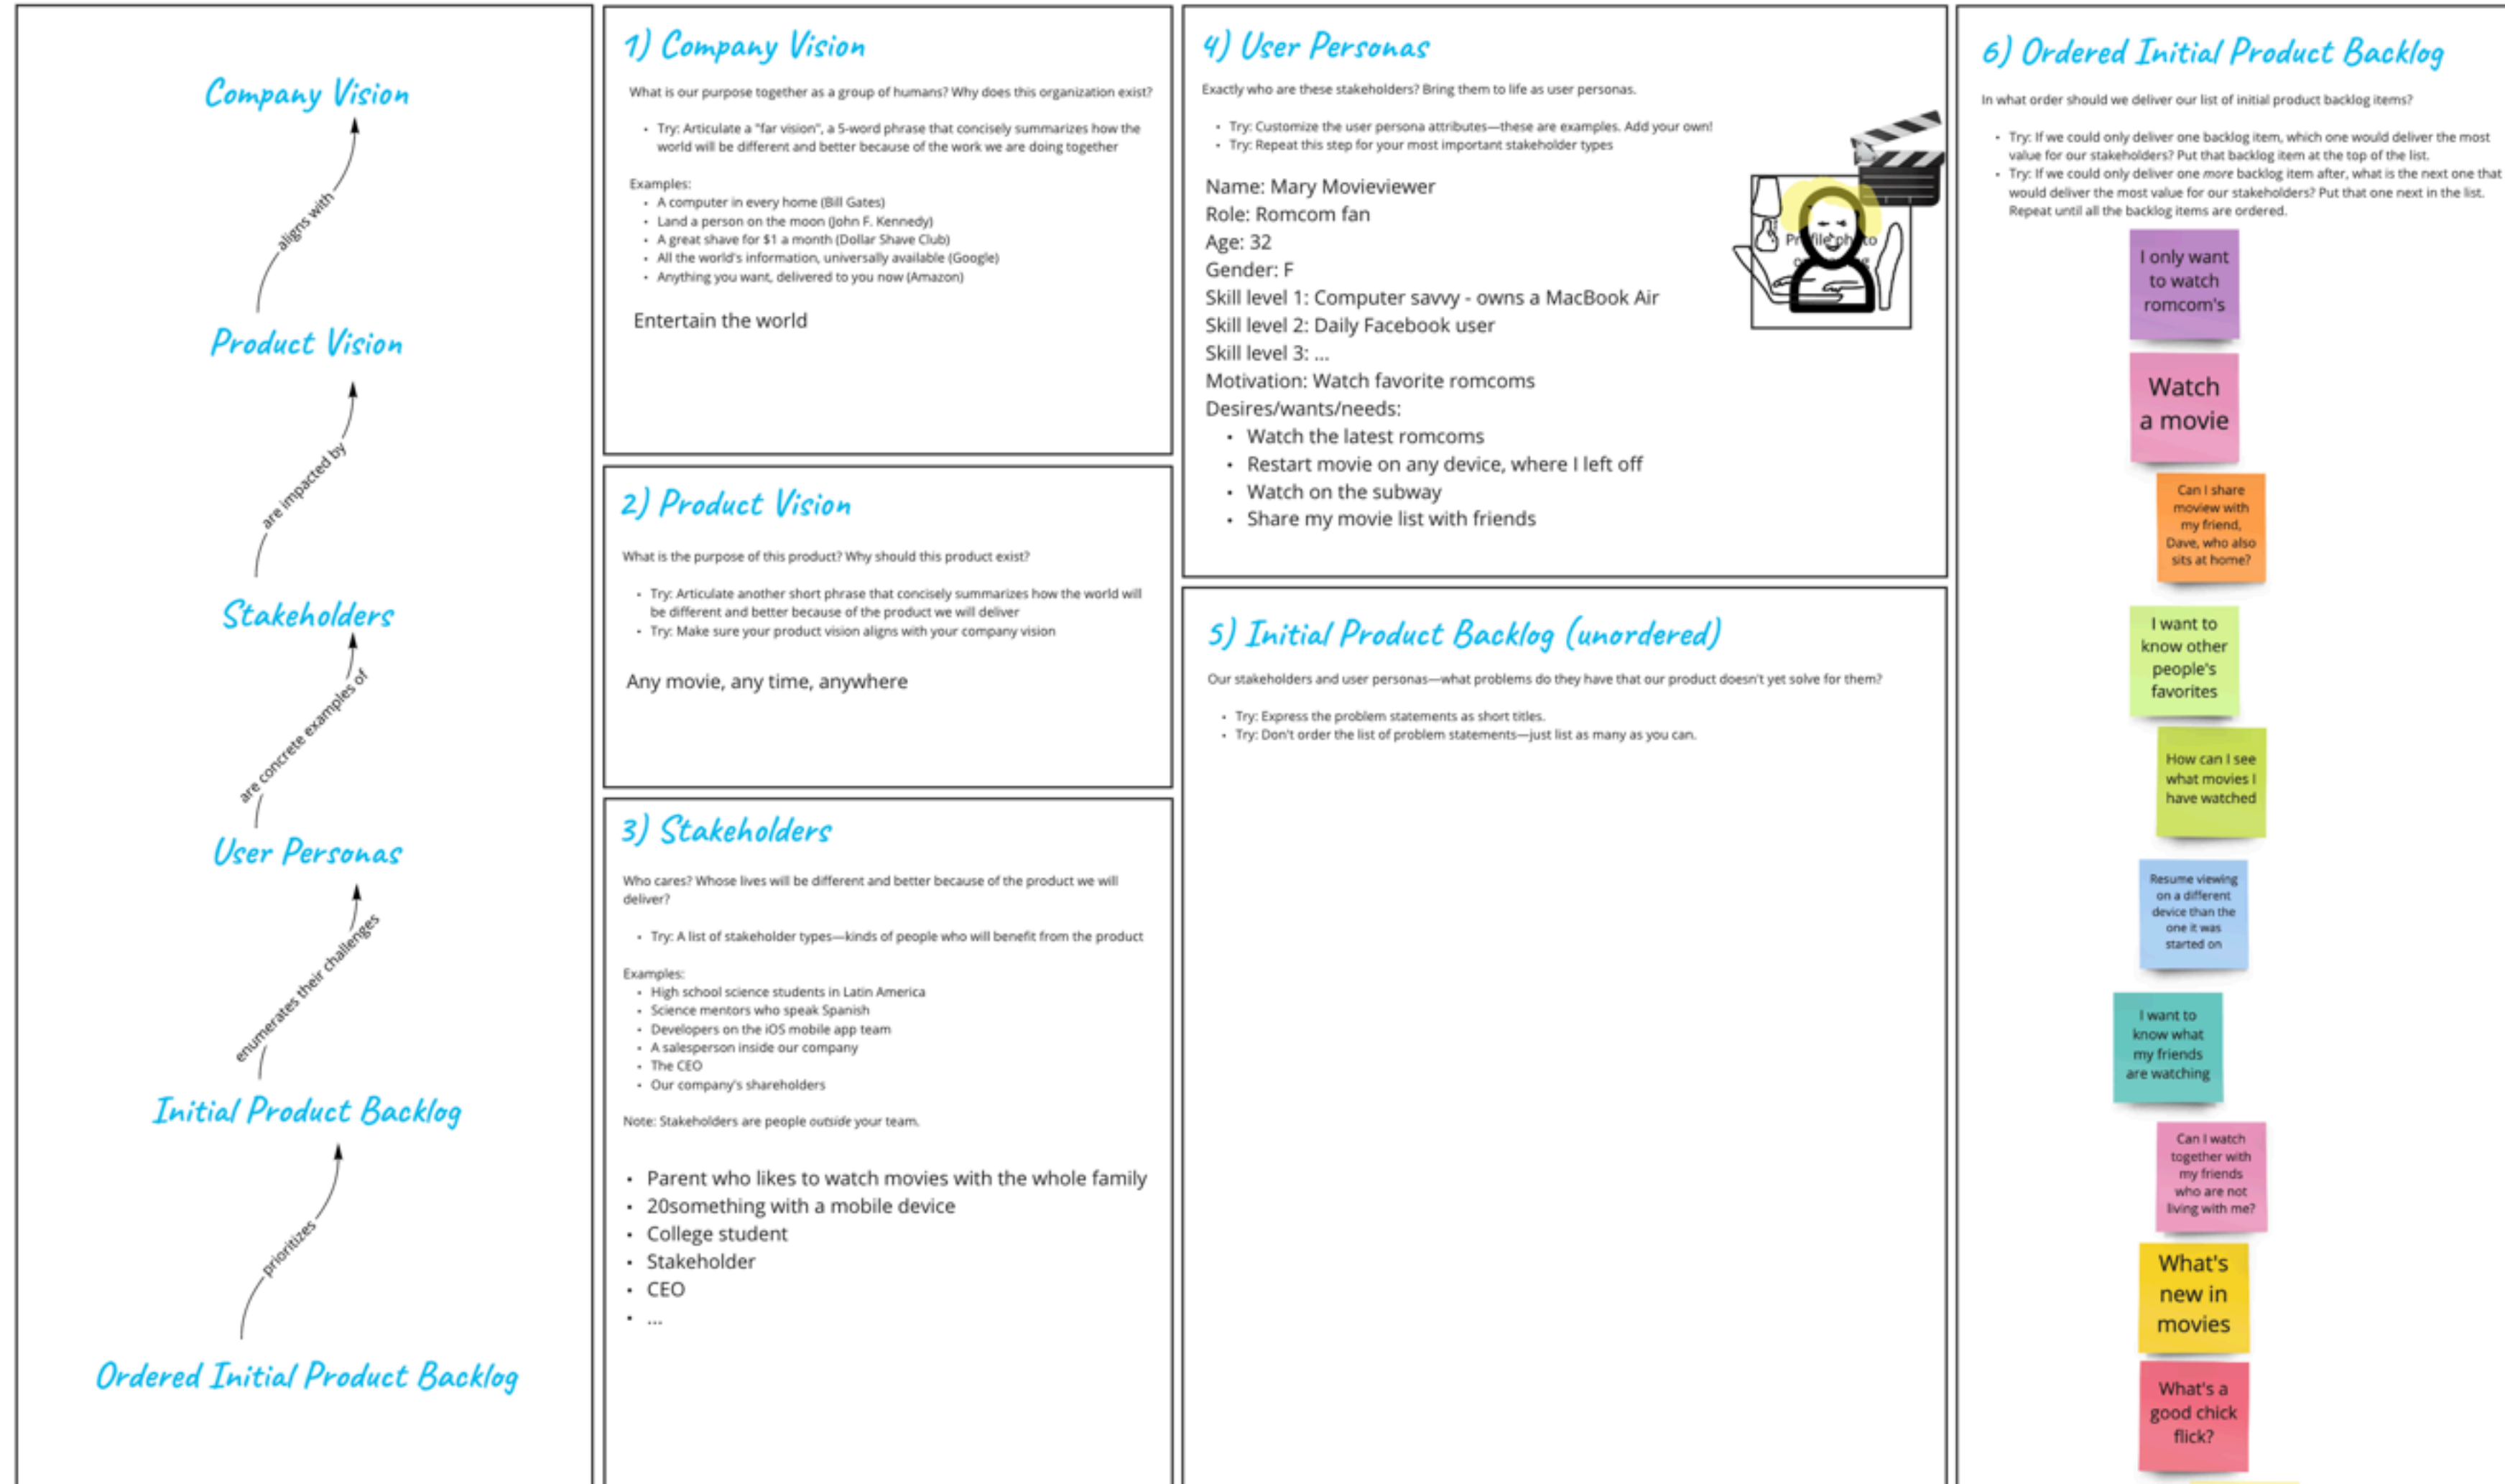 Company Vision
aligns with
Product Vision
are impacted by
Stakeholders
are concrete examples of
User Personas
enumerates their challenges
Initial Product Backlog
prioritizes
Ordered Initial Product Backlog
1) Company Vision
What is our purpose together as a group of humans? Why does this organization exist?
• Try: Articulate a "far vision", a 5-word phrase that concisely summarizes how the
world will be different and better because of the work we are doing together
Examples:
• A computer in every home (Bill Gates)
• Land a person on the moon (John F. Kennedy)
• A great shave for $1 a month (Dollar Shave Club)
• All the world's information, universally available (Google)
• Anything you want, delivered to you now (Amazon)
Entertain the world
2) Product Vision
What is the purpose of this product? Why should this product exist?
• Try: Articulate another short phrase that concisely summarizes how the world will
be different and better because of the product we will deliver
• Try: Make sure your product vision aligns with your company vision
Any movie, any time, anywhere
3) Stakeholders
Who cares? Whose lives will be different and better because of the product we will
deliver?
• Try: A list of stakeholder types—kinds of people who will benefit from the product
Examples:
• High school science students in Latin America
• Science mentors who speak Spanish
• Developers on the iOS mobile app team
• A salesperson inside our company
• The CEO
• Our company's shareholders
Note: Stakeholders are people outside your team.
• Parent who likes to watch movies with the whole family
• 20something with a mobile device
• College student
• Stakeholder
• CEO
• ...
4) User Personas
Exactly who are these stakeholders? Bring them to life as user personas.
• Try: Customize the user persona attributes—these are examples. Add your own!
• Try: Repeat this step for your most important stakeholder types
Name: Mary Movieviewer
Role: Romcom fan
Age: 32
Gender: F
Skill level 1: Computer savvy - owns a MacBook Air
Skill level 2: Daily Facebook user
Skill level 3: ...
Motivation: Watch favorite romcoms
Desires/wants/needs:
• Watch the latest romcoms
• Restart movie on any device, where I left off
• Watch on the subway
• Share my movie list with friends
5) Initial Product Backlog (unordered)
Our stakeholders and user personas—what problems do they have that our product doesn't yet solve for them?
• Try: Express the problem statements as short titles.
• Try: Don't order the list of problem statements—just list as many as you can.
6) Ordered Initial Product Backlog
In what order should we deliver our list of initial product backlog items?
• Try: If we could only deliver one backlog item, which one would deliver the most
value for our stakeholders? Put that backlog item at the top of the list.
• Try: If we could only deliver one more backlog item after, what is the next one that
would deliver the most value for our stakeholders? Put that one next in the list.
Repeat until all the backlog items are ordered.
I only want
to watch
romcom's
Watch
a movie
Can I share
moview with
my friend,
Dave, who also
sits at home?
I want to
know other
people's
favorites
How can I see
what movies I
have watched
Resume viewing
on a different
device than the
one it was
started on
I want to
know what
my friends
are watching
Can I watch
together with
my friends
who are not
living with me?
What's
new in
movies
What's a
good chick
flick?